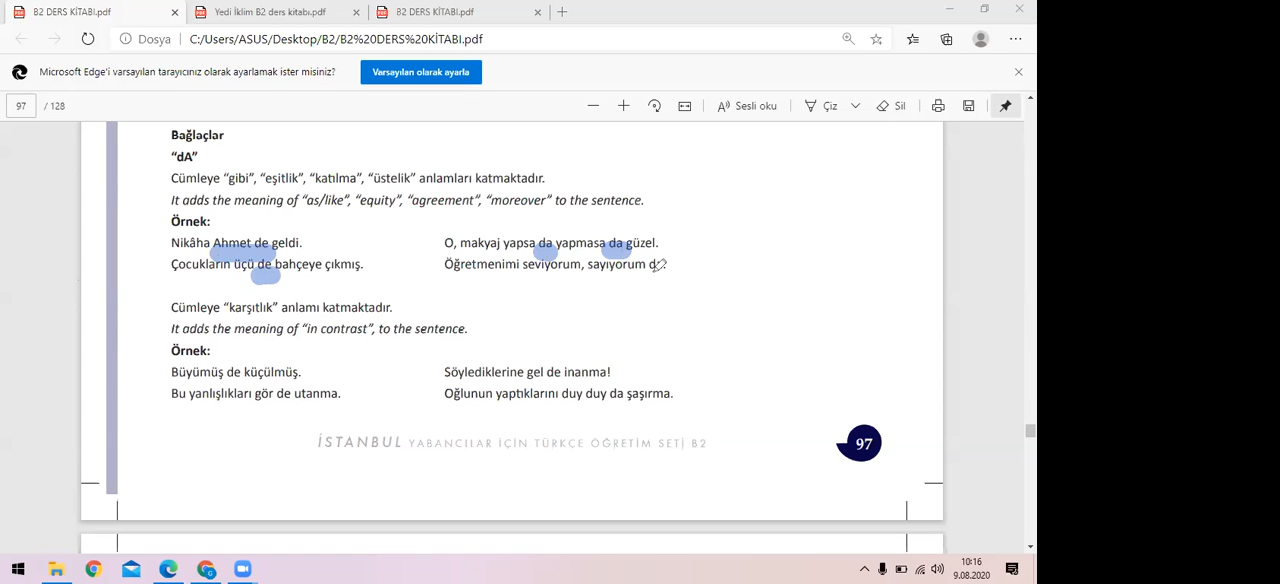 B2 DERS KİTABI.pdf
Yedi İklim B2 ders kitabı.pdf
B2 DERS KİTABI.pdf
Dosya
C:/Users/ASUS/Desktop/B2/B2%20DERS%20KİTABI.pdf
Microsoft Edge'i varsayılan tarayıcınız olarak ayarlamak ister misiniz?
Varsayılan olarak ayarla
97 / 128
Sesli oku
Çiz
Sil
Bağlaçlar
"dA"
Cümleye "gibi", "eşitlik", "katılma", "üstelik" anlamları katmaktadır.
It adds the meaning of "as/like", "equity", "agreement", "moreover" to the sentence.
Örnek:
Nikâha Ahmet de geldi.
O, makyaj yapsa da yapmasa da güzel.
Çocukların üçü de bahçeye çıkmış.
Öğretmenimi seviyorum, sayıyorum
Cümleye "karşıtlık" anlamı katmaktadır.
It adds the meaning of "in contrast", to the sentence.
Örnek:
Büyümüş de küçülmüş.
Söylediklerine gel de inanma!
Bu yanlışlıkları gör de utanma.
Oğlunun yaptıklarını duy duy da şaşırma.
İSTANBUL YABANCILAR İÇİN TÜRKÇE ÖĞRETİM SETİ B2
97
10:16
9.08.2020